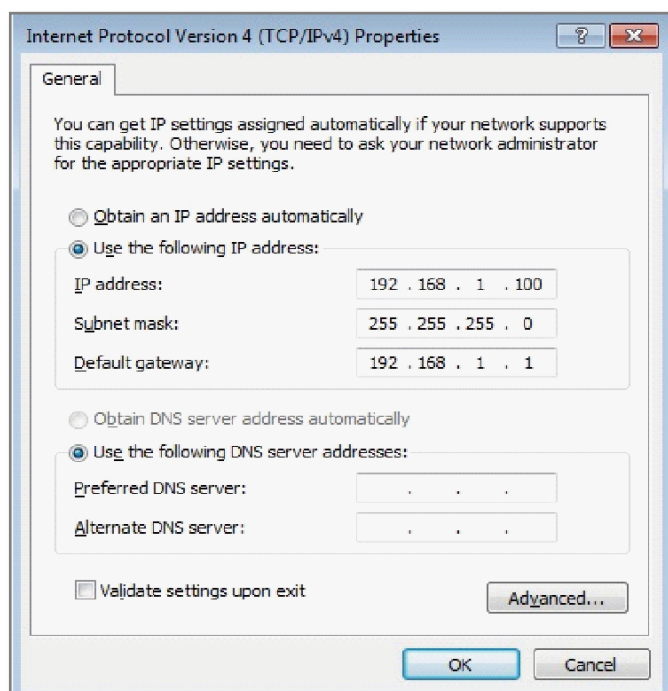 Internet Protocol Version 4 (TCP/IPv4) Properties
General
You can get IP settings assigned automatically if your network supports
this capability. Otherwise, you need to ask your network administrator
for the appropriate IP settings.
Obtain an IP address automatically
Use the following IP address:
IP address: 192 . 168 . 1 . 100
Subnet mask: 255 . 255 . 255 . 0
Default gateway: 192 . 168 . 1 . 1
Obtain DNS server address automatically
Use the following DNS server addresses:
Preferred DNS server: . . .
Alternate DNS server: . . .
Validate settings upon exit
Advanced...
OK Cancel